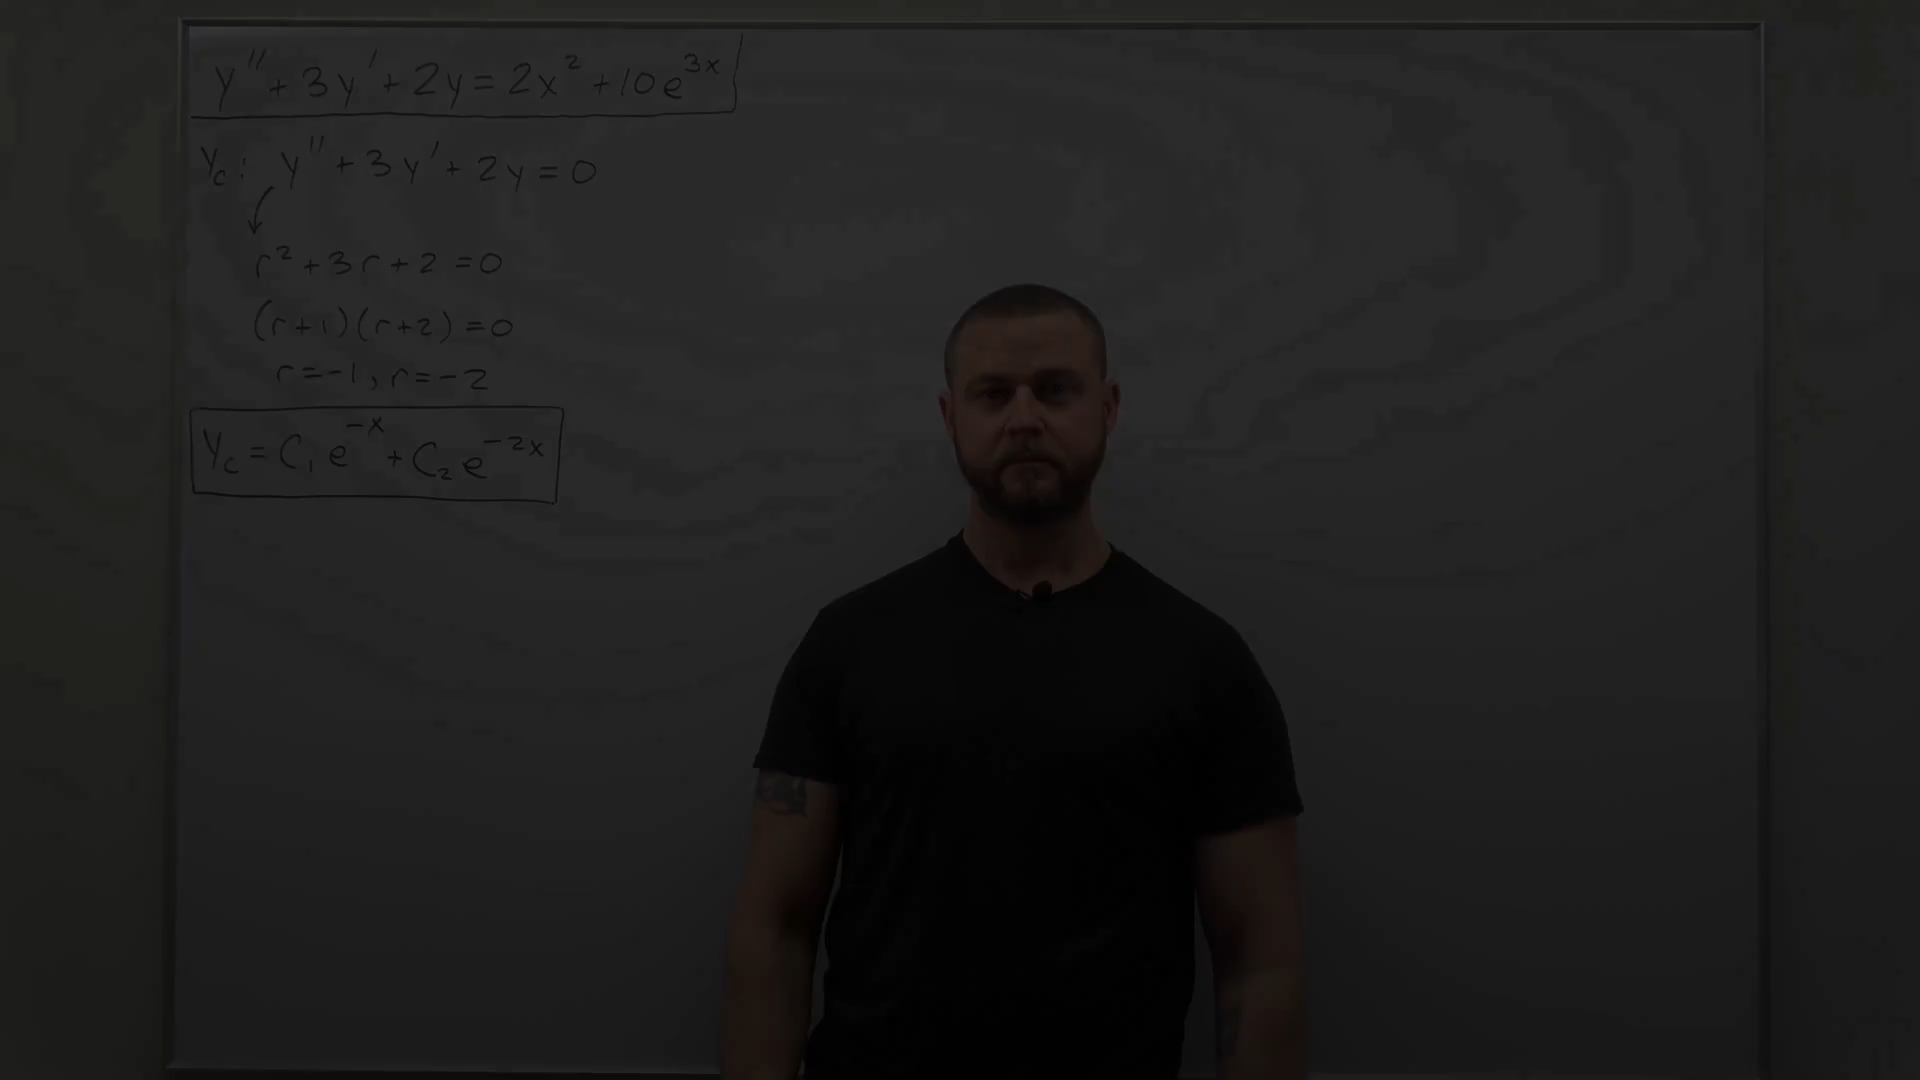 y'' + 3y' + 2y = 2x² + 10e^{3x}
y_c: y'' + 3y' + 2y = 0
r² + 3r + 2 = 0
(r+1)(r+2) = 0
r = -1, r = -2
y_c = C₁e^{-x} + C₂e^{-2x}